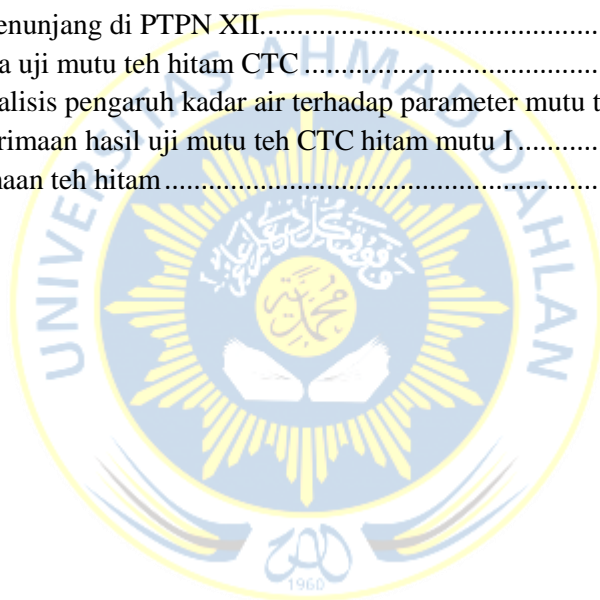 enunjang di PTPN XII................................................
a uji mutu teh hitam CTC..........................................
alisis pengaruh kadar air terhadap parameter mutu t
rimaan hasil uji mutu teh CTC hitam mutu I............
naan teh hitam............................................................
UNIVERSITAS AHMAD DAHLAN
محمدية
1960